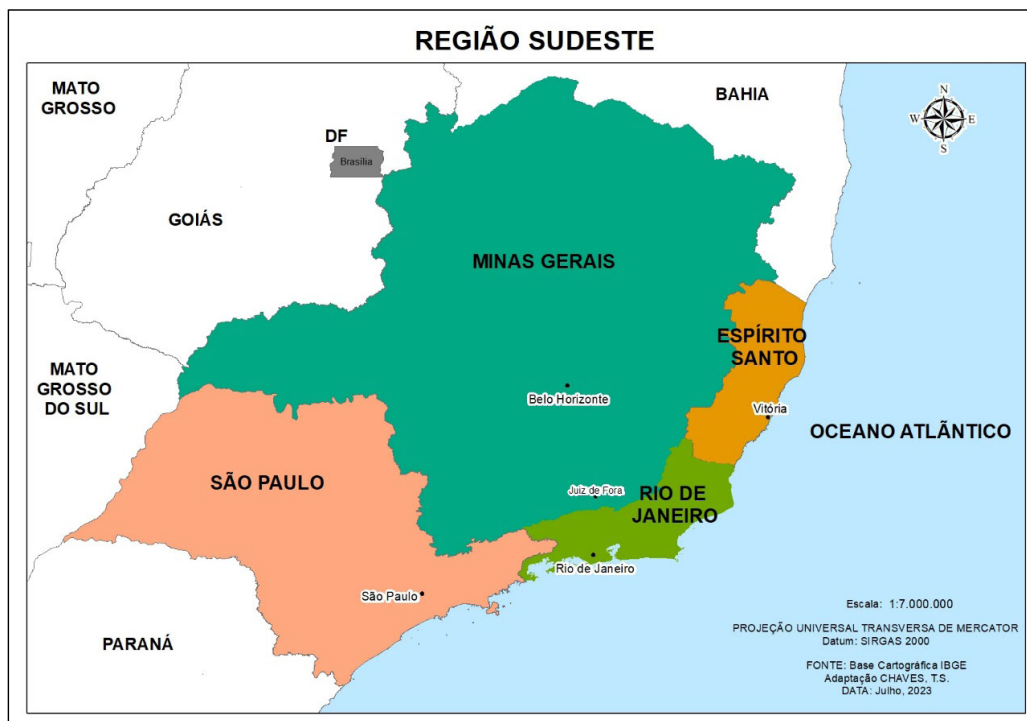 REGIÃO SUDESTE
MATO
GROSSO
BAHIA
N
W
E
S
DF
Brasília
GOIÁS
MINAS GERAIS
ESPÍRITO
SANTO
MATO
GROSSO
DO SUL
Belo Horizonte
Vitória
OCEANO ATLÂNTICO
SÃO PAULO
Juiz de Fora
RIO DE
JANEIRO
Rio de Janeiro
São Paulo
PARANÁ
Escala: 1:7.000.000
PROJEÇÃO UNIVERSAL TRANSVERSA DE MERCATOR
Datum: SIRGAS 2000
FONTE: Base Cartográfica IBGE
Adaptação CHAVES, T.S.
DATA: Julho, 2023